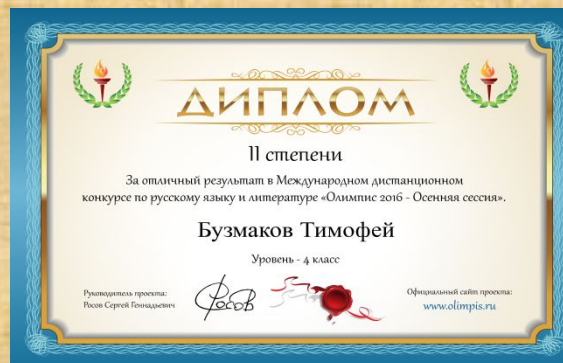 ДИПЛОМ
II степени
За отличный результат в Международном дистанционном
конкурсе по русскому языку и литературе «Олимпис 2016 - Осенняя сессия».
Бузмаков Тимофей
Уровень - 4 класс
Руководитель проекта:
Росов Сергей Геннадьевич
Росов
Официальный сайт проекта:
www.olimpis.ru